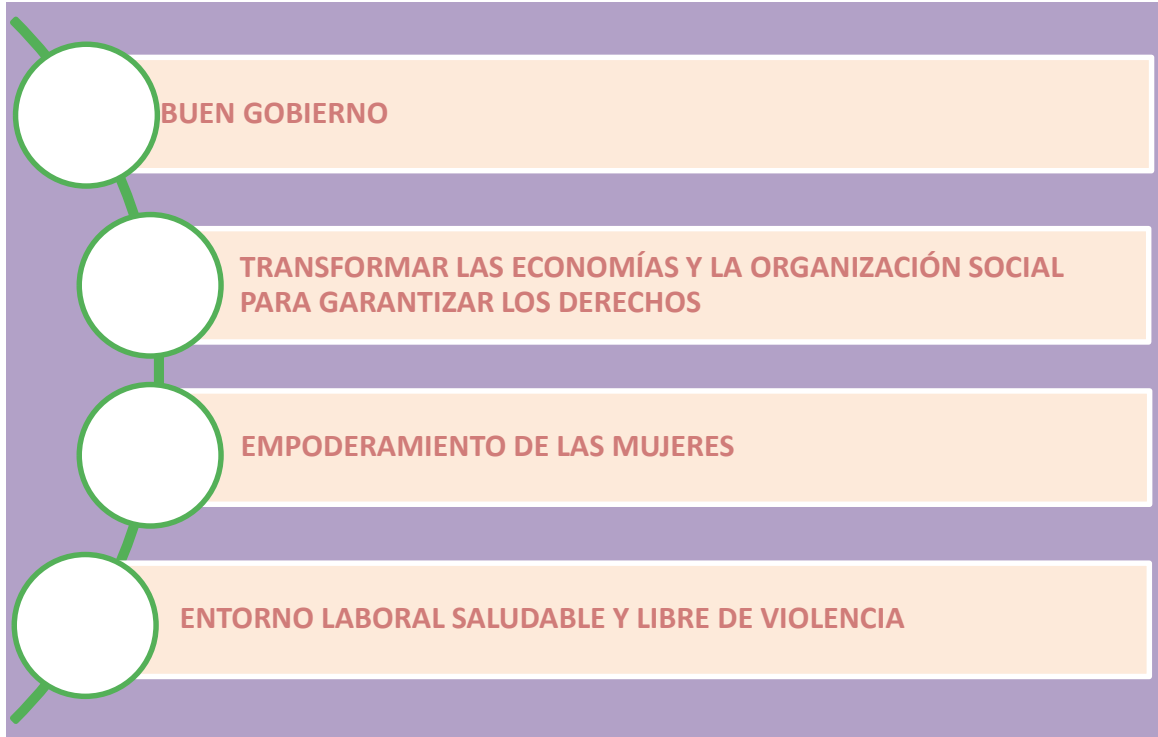 BUEN GOBIERNO
TRANSFORMAR LAS ECONOMÍAS Y LA ORGANIZACIÓN SOCIAL
PARA GARANTIZAR LOS DERECHOS
EMPODERAMIENTO DE LAS MUJERES
ENTORNO LABORAL SALUDABLE Y LIBRE DE VIOLENCIA